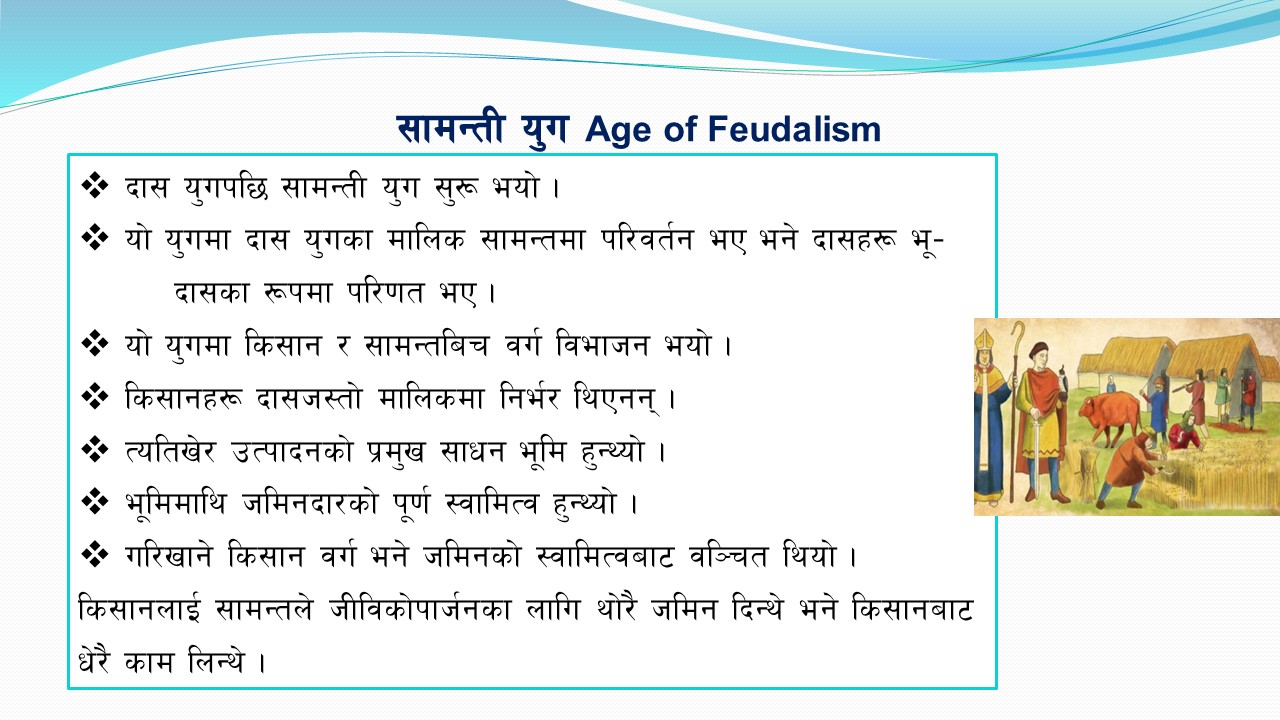 सामन्ती युग Age of Feudalism
❖ दास युगपछि सामन्ती युग सुरू भयो ।
❖ यो युगमा दास युगका मालिक सामन्तमा परिवर्तन भए भने दासहरू भू-
दासका रूपमा परिणत भए ।
❖ यो युगमा किसान र सामन्तबिच वर्ग विभाजन भयो ।
❖ किसानहरू दासजस्तो मालिकमा निर्भर थिएनन् ।
❖ त्यतिखेर उत्पादनको प्रमुख साधन भूमि हुन्थ्यो ।
❖ भूमिमाथि जमिनदारको पूर्ण स्वामित्व हुन्थ्यो ।
❖ गरिखाने किसान वर्ग भने जमिनको स्वामित्वबाट वञ्चित थियो ।
किसानलाई सामन्तले जीविकोपार्जनका लागि थोरै जमिन दिन्थे भने किसानबाट
धेरै काम लिन्थे ।